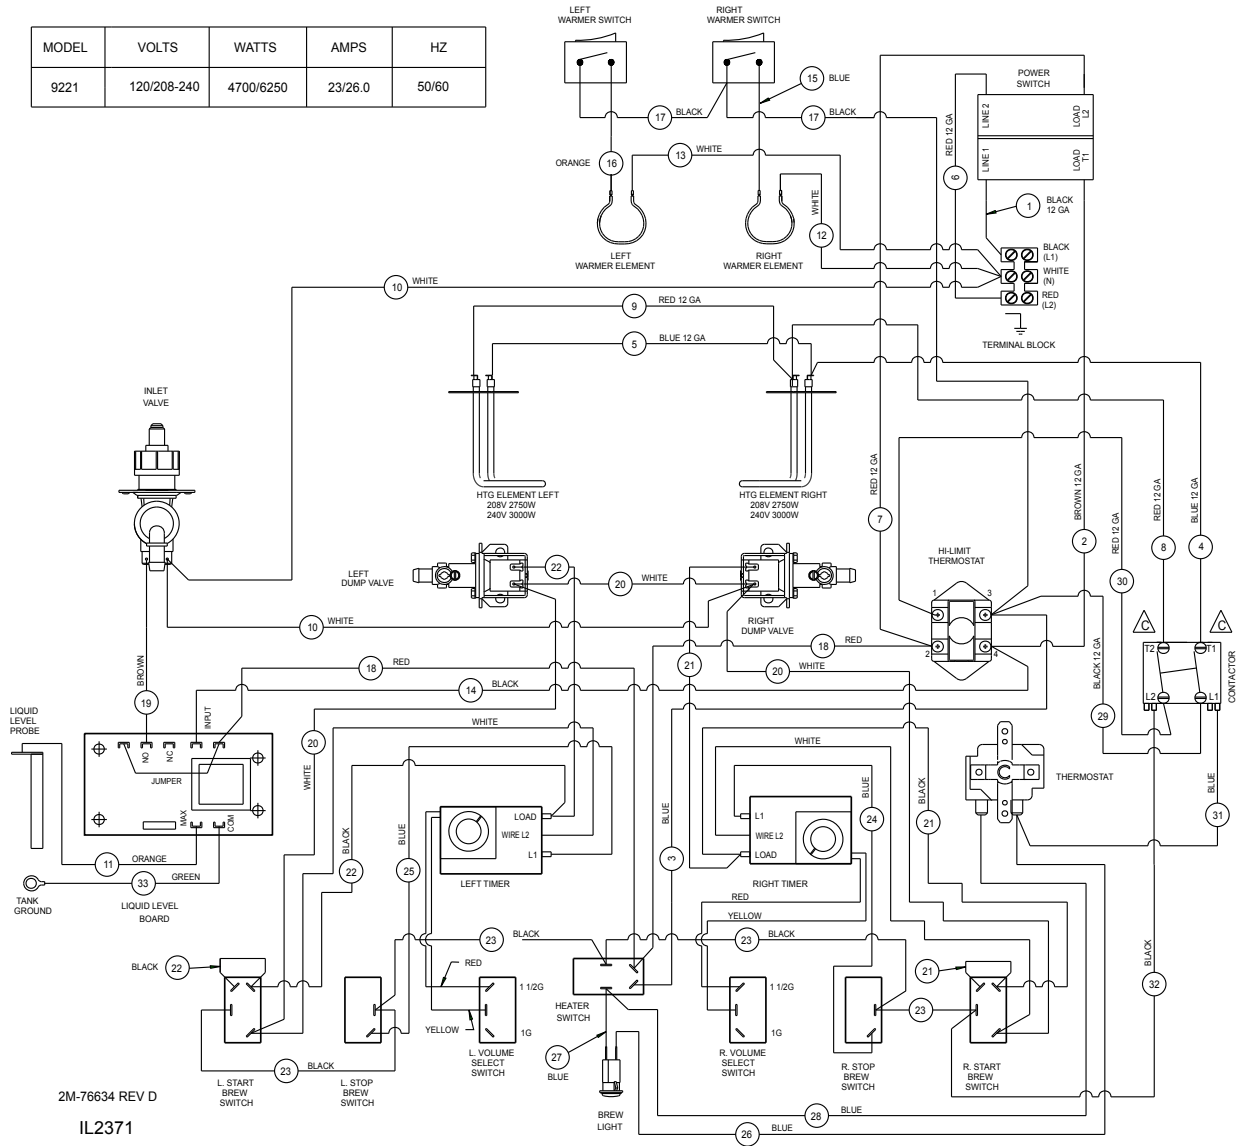 LEFT
WARMER SWITCH
RIGHT
WARMER SWITCH
MODEL VOLTS WATTS AMPS HZ
9221 120/208-240 4700/6250 23/26.0 50/60
15 BLUE
17 BLACK
17 BLACK
POWER
SWITCH
LINE 2
LOAD
L2
LINE 1
LOAD
T1
RED 12 GA
6
ORANGE 16
13 WHITE
1 BLACK
12 GA
WHITE
12
LEFT
WARMER ELEMENT
RIGHT
WARMER ELEMENT
BLACK
(L1)
WHITE
(N)
RED
(L2)
TERMINAL BLOCK
10 WHITE
9 RED 12 GA
5 BLUE 12 GA
INLET
VALVE
HTG ELEMENT LEFT
208V 2750W
240V 3000W
HTG ELEMENT RIGHT
208V 2750W
240V 3000W
RED 12 GA
7
BROWN 12 GA
2
RED 12 GA
30
RED 12 GA
8
BLUE 12 GA
4
HI-LIMIT
THERMOSTAT
1
3
2
4
LEFT
DUMP VALVE
22
20 WHITE
RIGHT
DUMP VALVE
10 WHITE
18 RED
C
C
T2
T1
L2
L1
CONTACTOR
BLACK 12 GA
29
BROWN
19
18 RED
14 BLACK
21
20 WHITE
LIQUID
LEVEL
PROBE
INPUT
NO
NC
JUMPER
MAX
COM
20
WHITE
WHITE
WHITE
C
THERMOSTAT
BLUE
31
11 ORANGE
33 GREEN
TANK
GROUND
LIQUID LEVEL
BOARD
BLACK
22
BLUE
25
LOAD
WIRE L2
L1
LEFT TIMER
BLUE
3
L1
WIRE L2
LOAD
RIGHT TIMER
BLUE
24
BLACK
21
RED
YELLOW
BLACK 22
23 BLACK
23 BLACK
RED
YELLOW
1 1/2G
1G
HEATER
SWITCH
1 1/2G
1G
21
23
BLACK
32
23 BLACK
L. START
BREW
SWITCH
L. STOP
BREW
SWITCH
L. VOLUME
SELECT
SWITCH
27
BLUE
R. VOLUME
SELECT
SWITCH
R. STOP
BREW
SWITCH
R. START
BREW
SWITCH
BREW
LIGHT
28 BLUE
26 BLUE
2M-76634 REV D
IL2371